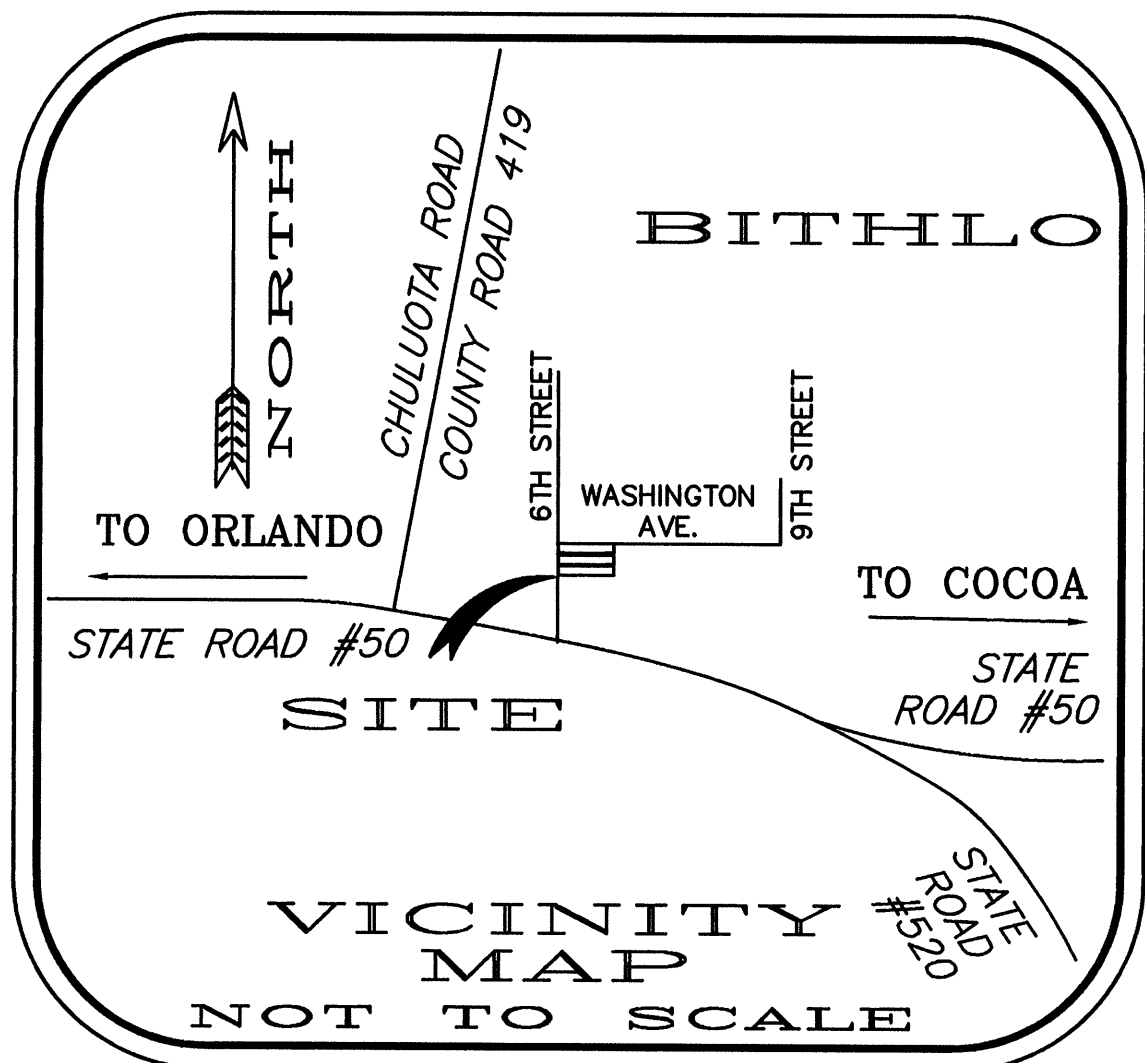 NORTH
CHULUOTA ROAD
COUNTY ROAD 419
BITHLO
6TH STREET
WASHINGTON
AVE.
9TH STREET
TO ORLANDO
TO COCOA
STATE ROAD #50
STATE
ROAD #50
SITE
STATE
ROAD
#520
VICINITY
MAP
NOT TO SCALE